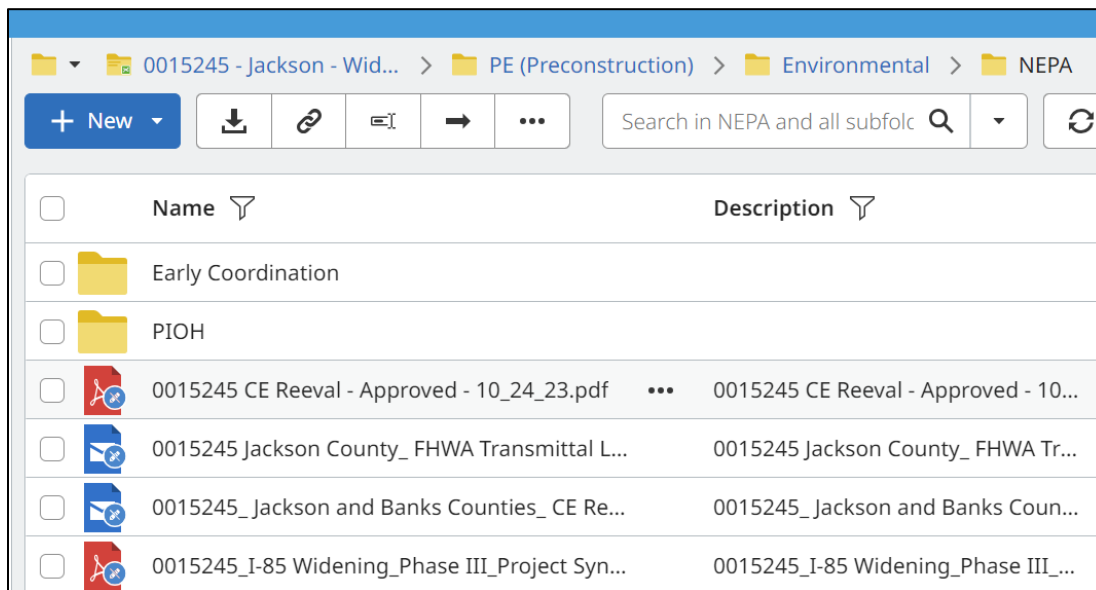 0015245 - Jackson - Wid... > PE (Preconstruction) > Environmental > NEPA
+ New Search in NEPA and all subfolc
Name Description
Early Coordination
PIOH
0015245 CE Reeval - Approved - 10_24_23.pdf ••• 0015245 CE Reeval - Approved - 10...
0015245 Jackson County_ FHWA Transmittal L... 0015245 Jackson County_ FHWA Tr...
0015245_ Jackson and Banks Counties_ CE Re... 0015245_ Jackson and Banks Coun...
0015245_I-85 Widening_Phase III_Project Syn... 0015245_I-85 Widening_Phase III_...